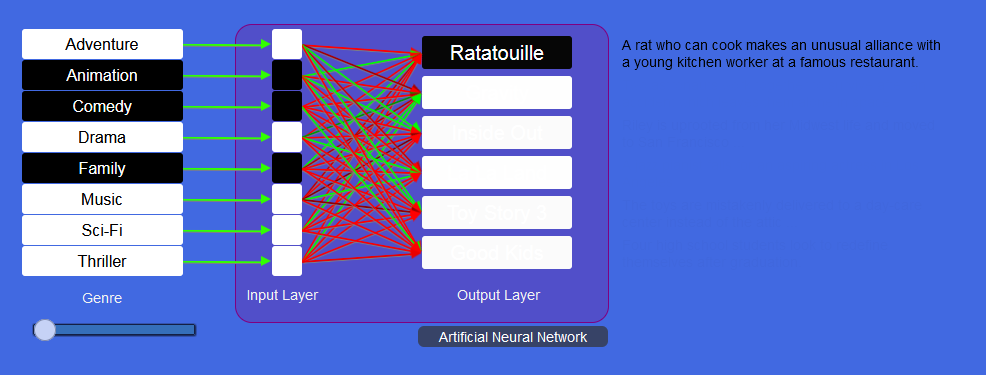 Adventure
Animation
Comedy
Drama
Family
Music
Sci-Fi
Thriller
Genre
Input Layer
Ratatouille
Inside Out
Toy Story 3
Good Kids
Output Layer
Artificial Neural Network
A rat who can cook makes an unusual alliance with
a young kitchen worker at a famous restaurant.